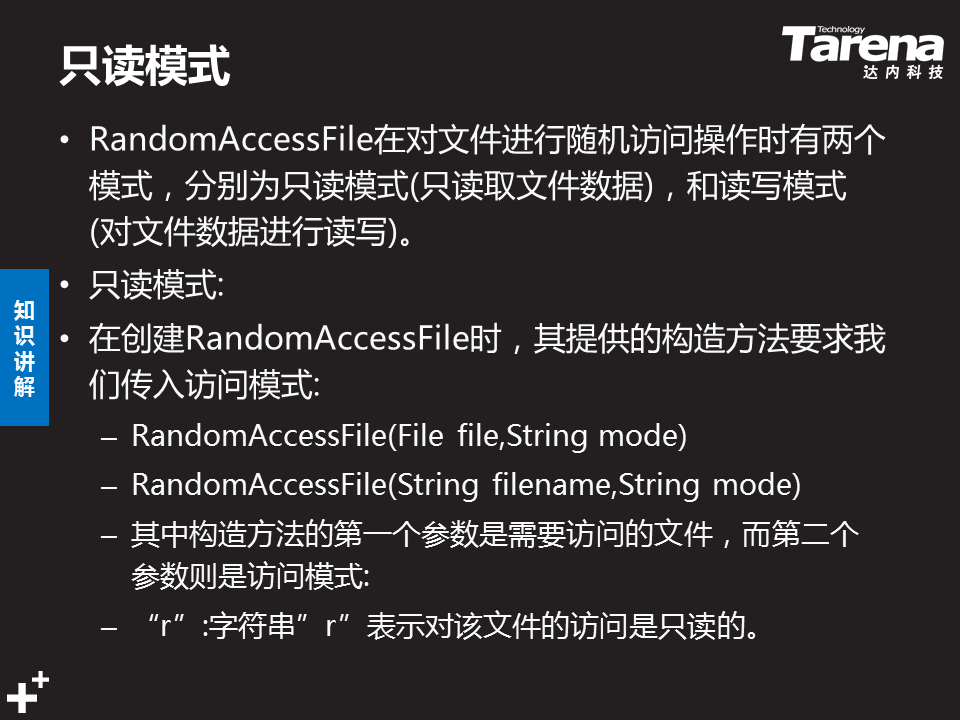 只读模式
Technology
Tarena
达内科技
• RandomAccessFile在对文件进行随机访问操作时有两个
模式，分别为只读模式(只读取文件数据)，和读写模式
(对文件数据进行读写)。
• 只读模式:
• 在创建RandomAccessFile时，其提供的构造方法要求我
们传入访问模式:
– RandomAccessFile(File file,String mode)
– RandomAccessFile(String filename,String mode)
– 其中构造方法的第一个参数是需要访问的文件，而第二个
参数则是访问模式:
– “r”:字符串”r”表示对该文件的访问是只读的。
知
识
讲
解